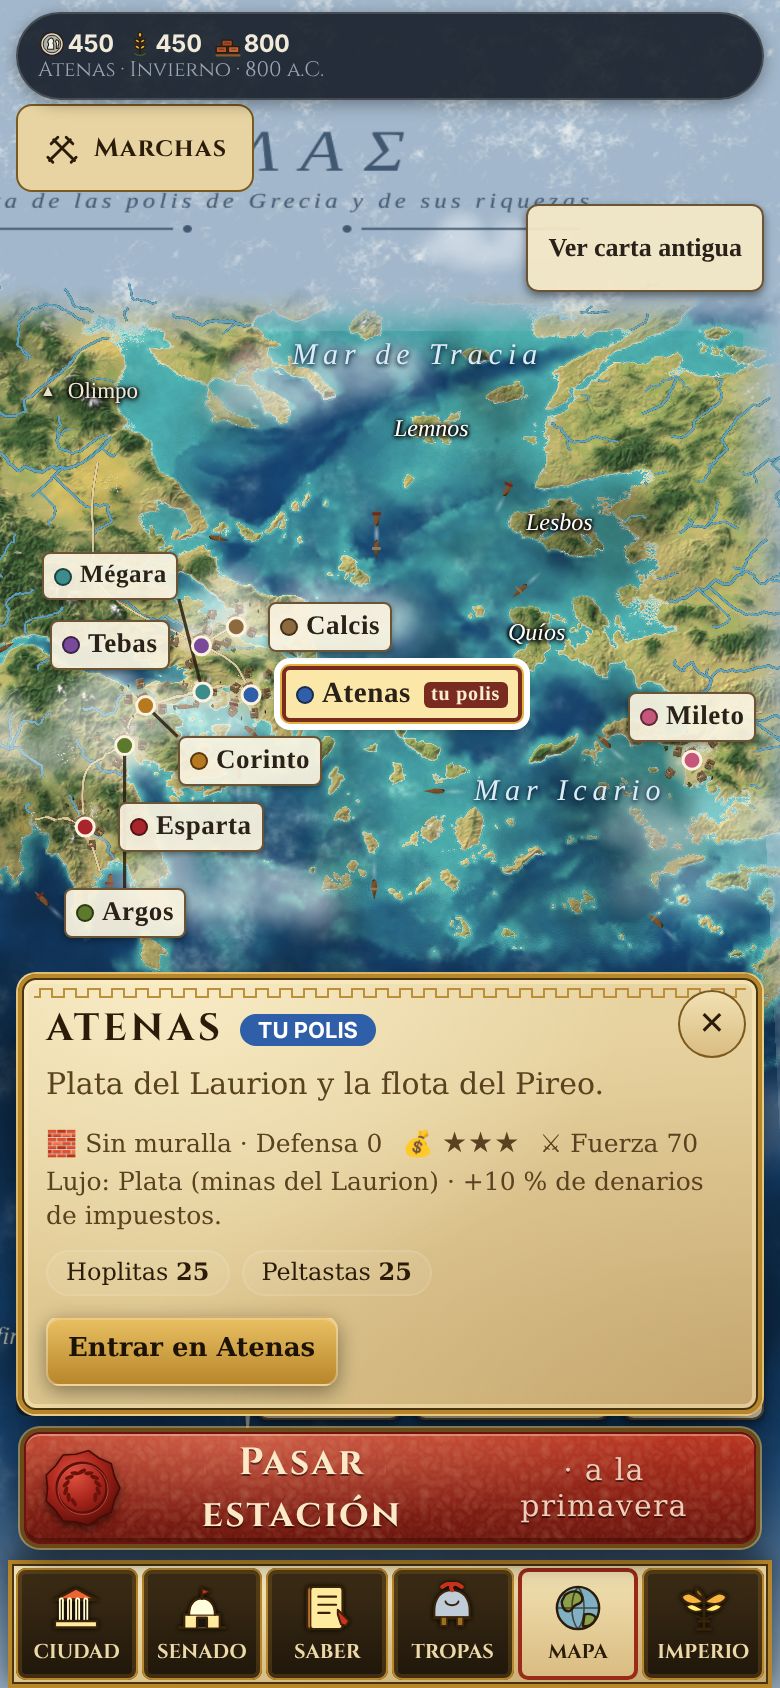 450 450 800
Atenas · Invierno · 800 a.C.
Marchas
ΜΑΣ
a de las polis de Grecia y de sus riquezas
Ver carta antigua
Mar de Tracia
Olimpo
Lemnos
Lesbos
Mégara
Calcis
Tebas
Quíos
Atenas tu polis
Mileto
Corinto
Mar Icario
Esparta
Argos
ATENAS TU POLIS
✕
Plata del Laurion y la flota del Pireo.
Sin muralla · Defensa 0 ★★★ ⚔ Fuerza 70
Lujo: Plata (minas del Laurion) · +10 % de denarios
de impuestos.
Hoplitas 25 Peltastas 25
Entrar en Atenas
Pasar estación · a la primavera
CIUDAD SENADO SABER TROPAS MAPA IMPERIO